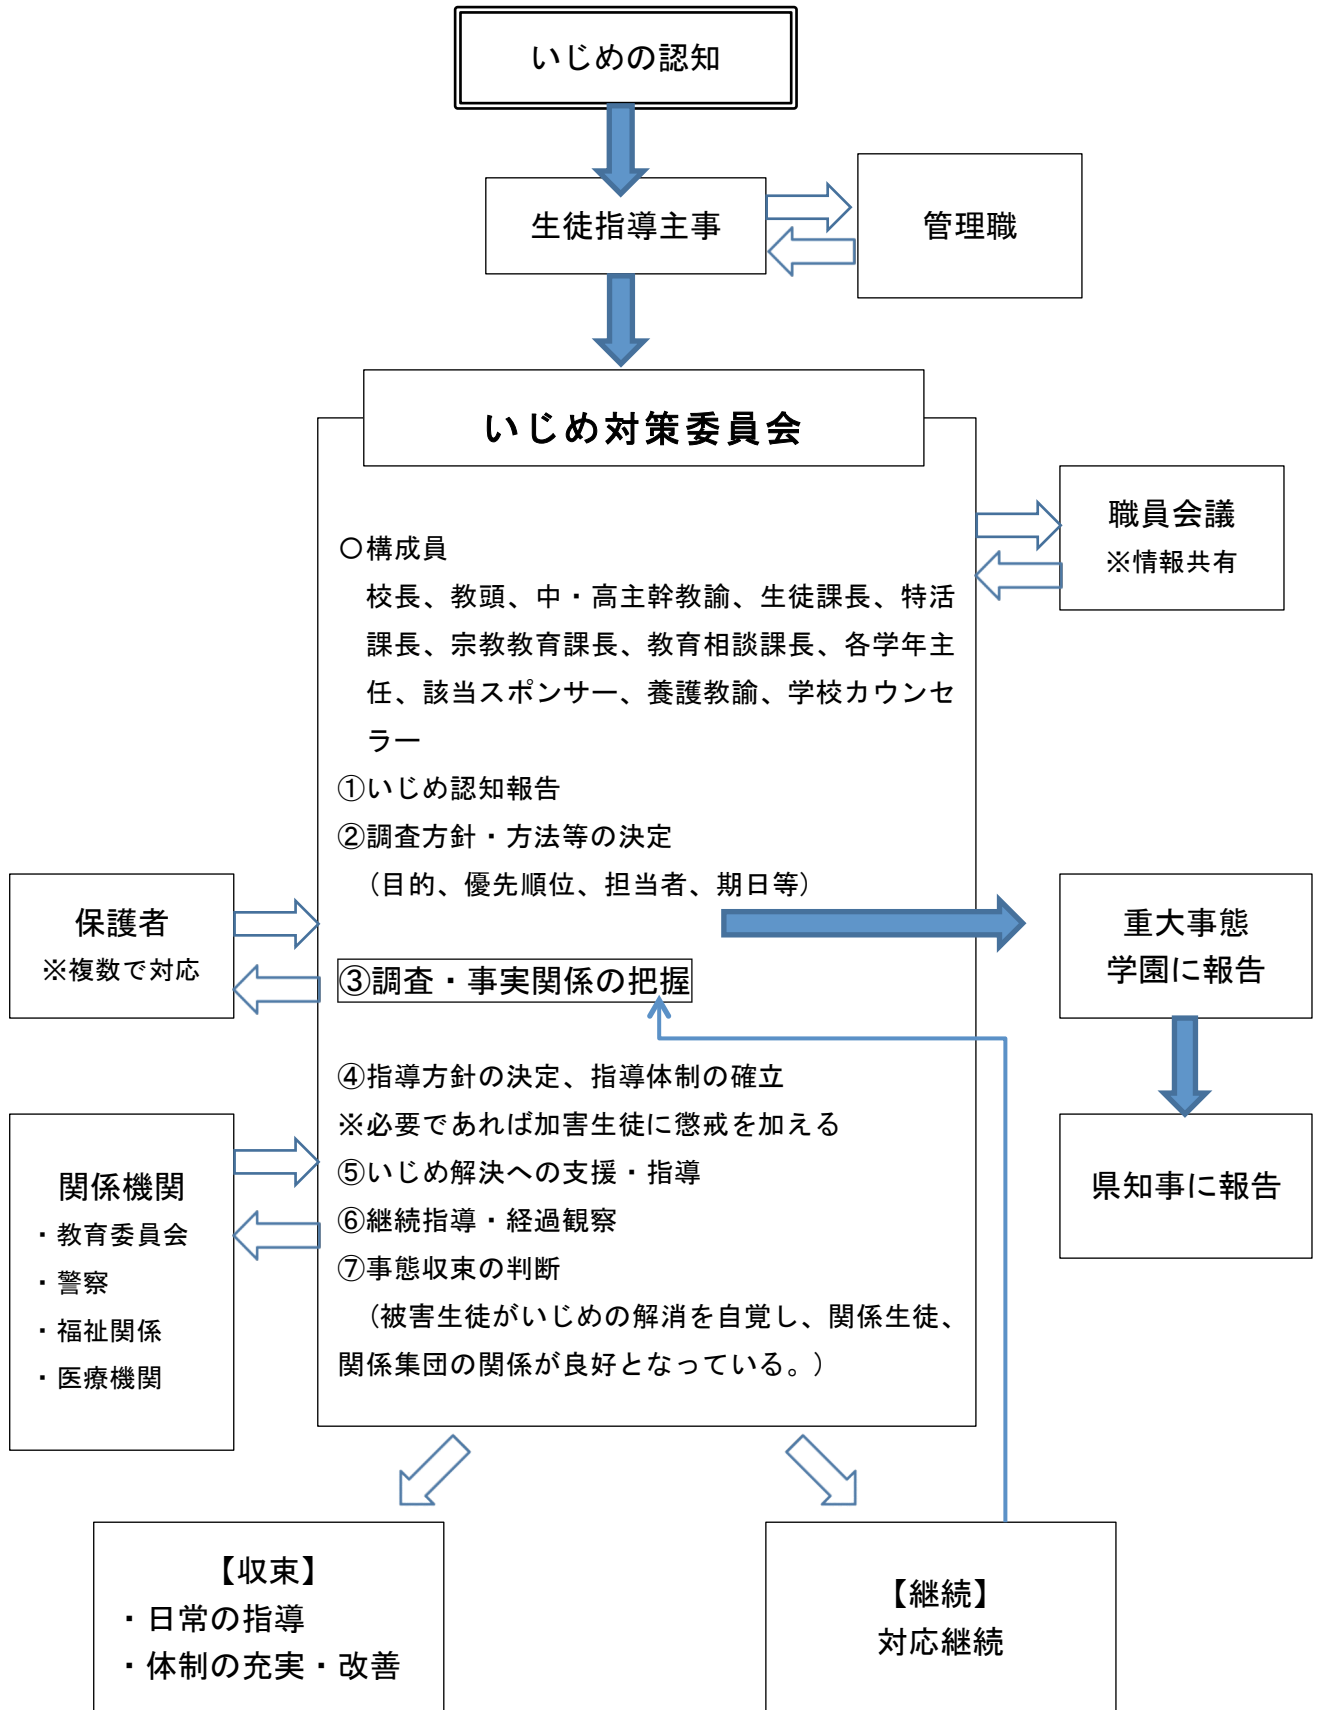 いじめの認知
生徒指導主事
管理職
いじめ対策委員会
〇構成員
校長、教頭、中・高主幹教諭、生徒課長、特活
課長、宗教教育課長、教育相談課長、各学年主
任、該当スポンサー、養護教諭、学校カウンセ
ラー
①いじめ認知報告
②調査方針・方法等の決定
（目的、優先順位、担当者、期日等）
③調査・事実関係の把握
④指導方針の決定、指導体制の確立
※必要であれば加害生徒に懲戒を加える
⑤いじめ解決への支援・指導
⑥継続指導・経過観察
⑦事態収束の判断
（被害生徒がいじめの解消を自覚し、関係生徒、
関係集団の関係が良好となっている。）
職員会議
※情報共有
保護者
※複数で対応
重大事態
学園に報告
県知事に報告
関係機関
・教育委員会
・警察
・福祉関係
・医療機関
【収束】
・日常の指導
・体制の充実・改善
【継続】
対応継続